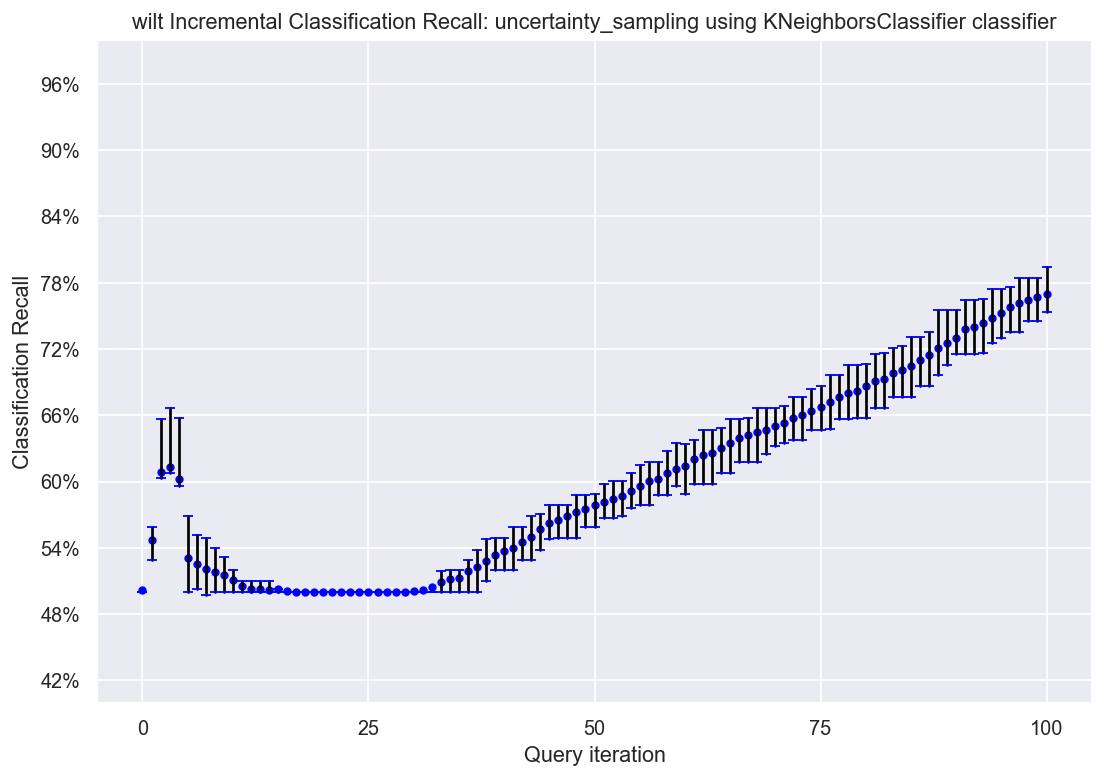 wilt Incremental Classification Recall: uncertainty_sampling using KNeighborsClassifier classifier
96%
90%
84%
78%
72%
66%
60%
54%
48%
42%
Classification Recall
0 25 50 75 100
Query iteration